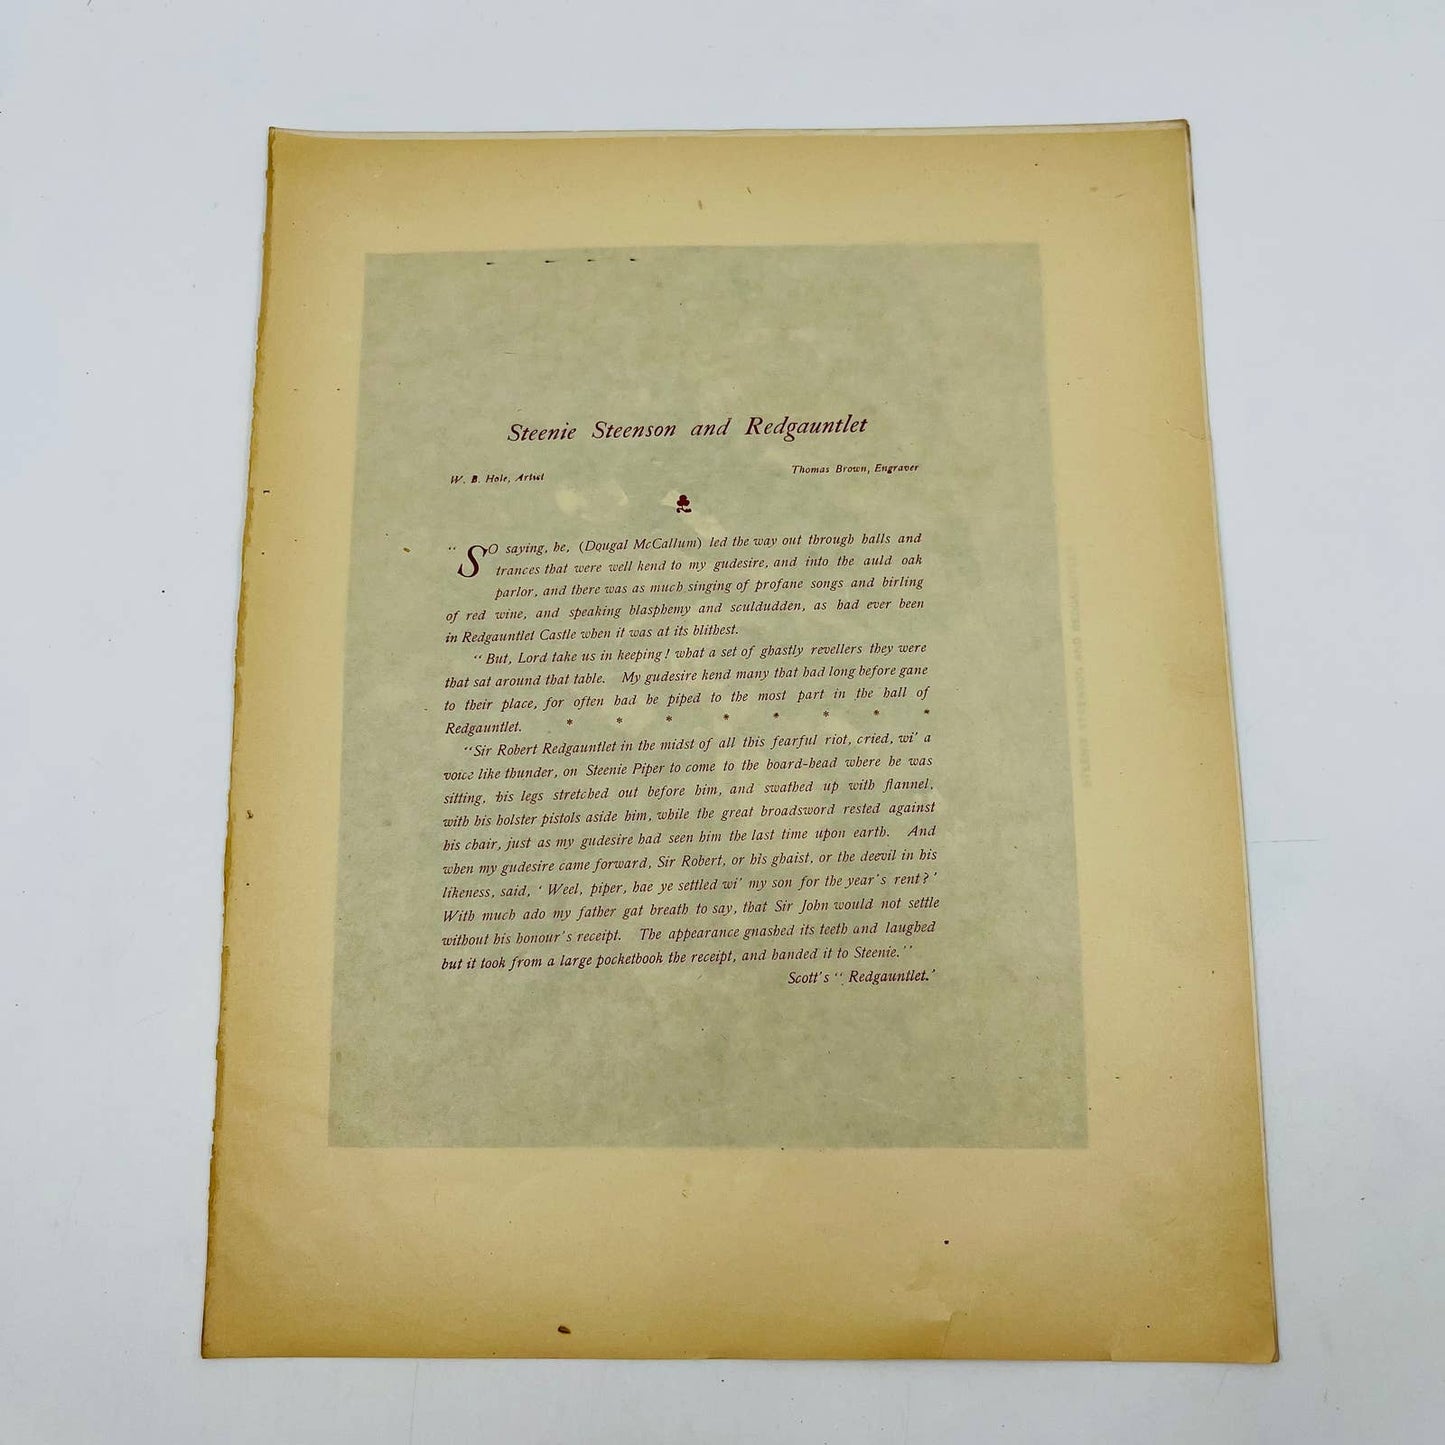 Steenie Steenson and Redgauntlet
W. B. Hole, Artist
Thomas Brown, Engraver
"SO saying, he, (Dougal McCallum) led the way out through halls and
trances that were well kend to my gudesire, and into the auld oak
parlor, and there was as much singing of profane songs and birling
of red wine, and speaking blasphemy and sculdudden, as had ever been
in Redgauntlet Castle when it was at its blithest.
"But, Lord take us in keeping! what a set of ghastly revellers they were
that sat around that table. My gudesire kend many that had long before gane
to their place, for often had he piped to the most part in the hall of
Redgauntlet. * * * * * * * *
"Sir Robert Redgauntlet in the midst of all this fearful riot, cried, wi' a
voice like thunder, on Steenie Piper to come to the board-head where he was
sitting, his legs stretched out before him, and swathed up with flannel,
with his holster pistols aside him, while the great broadsword rested against
his chair, just as my gudesire had seen him the last time upon earth. And
when my gudesire came forward, Sir Robert, or his ghaist, or the deevil in his
likeness, said, 'Weel, piper, hae ye settled wi' my son for the year's rent?'
With much ado my father gat breath to say, that Sir John would not settle
without his honour's receipt. The appearance gnashed its teeth and laughed
but it took from a large pocketbook the receipt, and handed it to Steenie."
Scott's "Redgauntlet.'